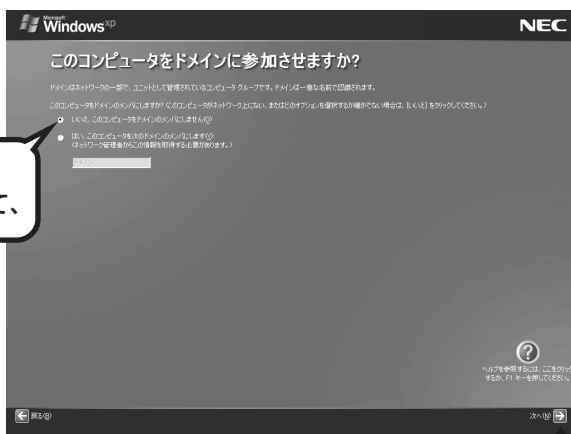 Microsoft
Windows xp
NEC
このコンピュータをドメインに参加させますか?
ドメインはネットワークの一部で、ユニットとして管理されているコンピュータ グループです。ドメインは一意な名前で認識されます。
このコンピュータをドメインのメンバにしますか? (このコンピュータがネットワーク上にない、またはどのオプションを選択するか確かでない場合は、[いいえ] をクリックしてください。)
いいえ、このコンピュータをドメインのメンバにしません(O)
はい、このコンピュータを次のドメインのメンバにします(Y):
(ネットワーク管理者からこの情報を取得する必要があります。)
ドメイン
て、
ヘルプを参照するには、ここをクリック
するか、F1 キーを押してください。
戻る(B)
次へ(N)